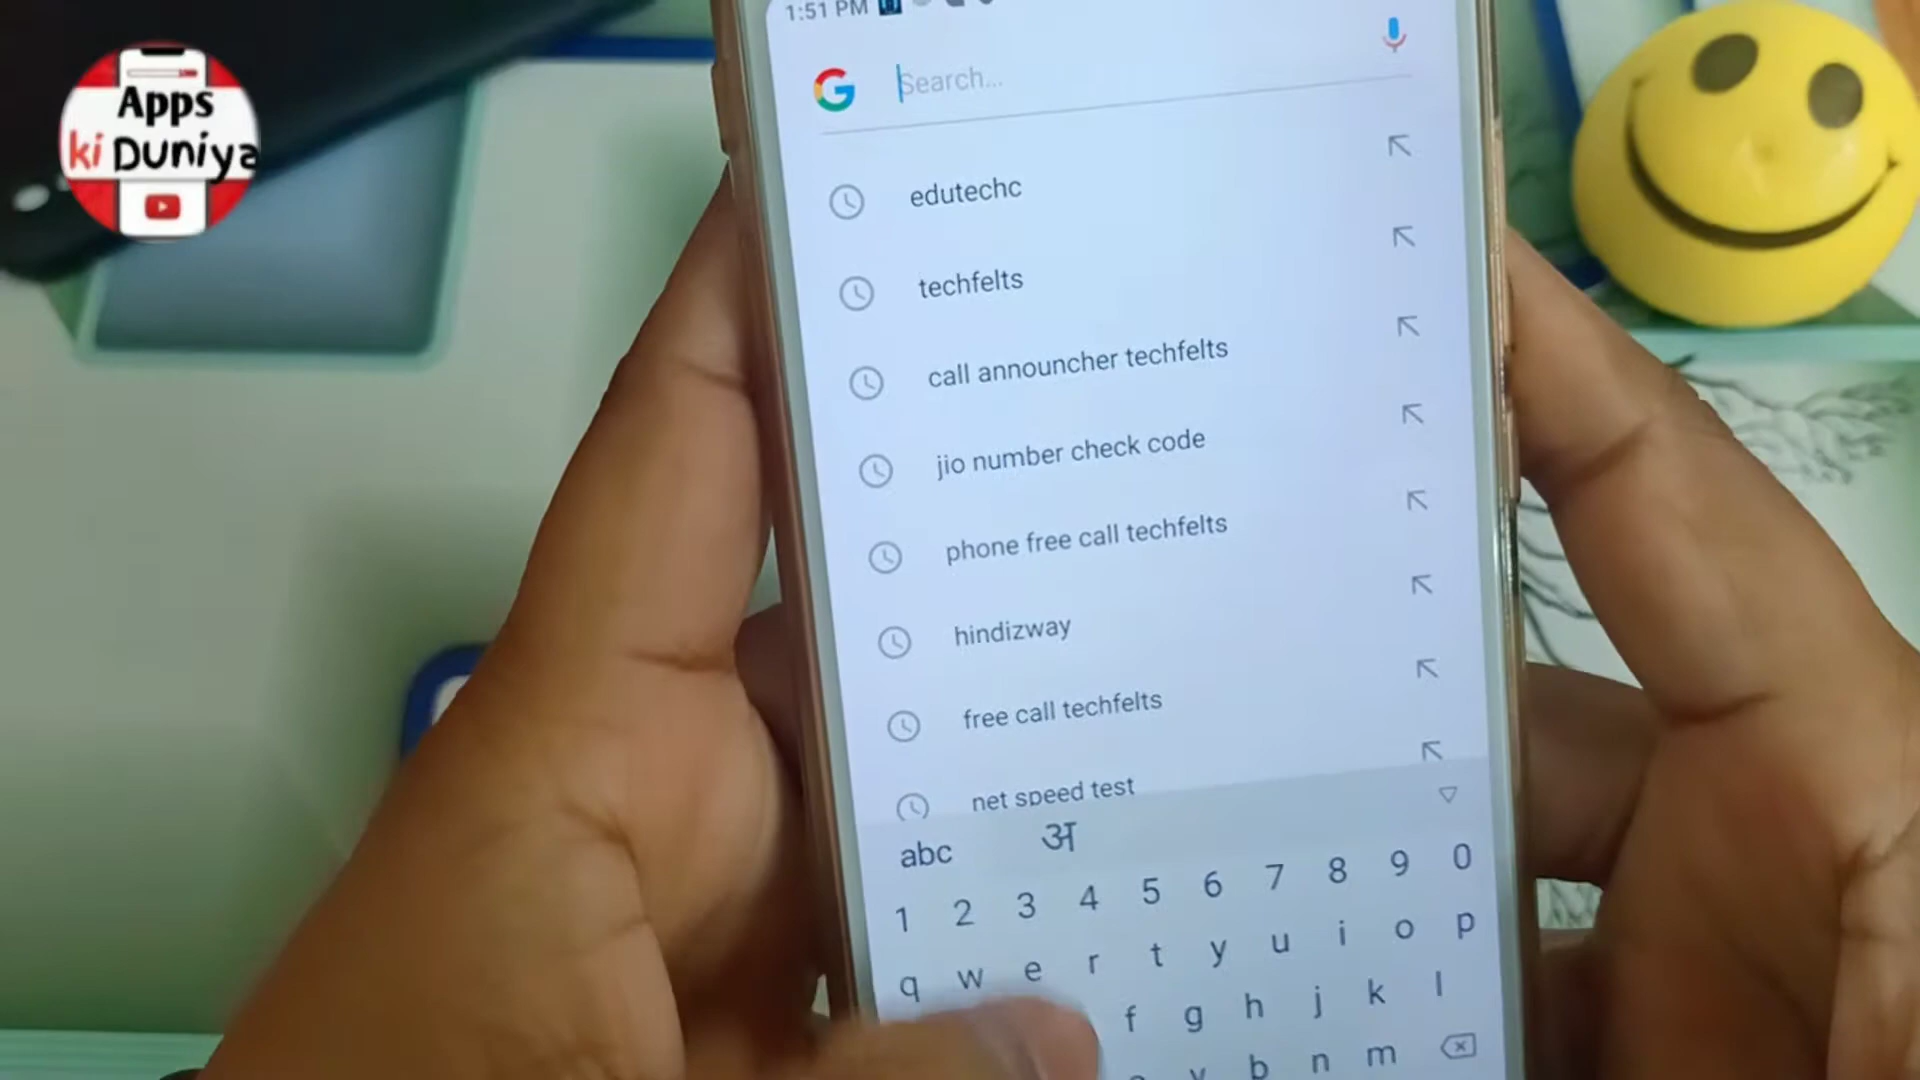 1:51 PM
Apps
ki Duniya
Search...
edutechc
techfelts
call announcher techfelts
jio number check code
phone free call techfelts
hindizway
free call techfelts
net speed test
abc अ
1 2 3 4 5 6 7 8 9 0
q w e r t y u i o p
f g h j k l
v b n m